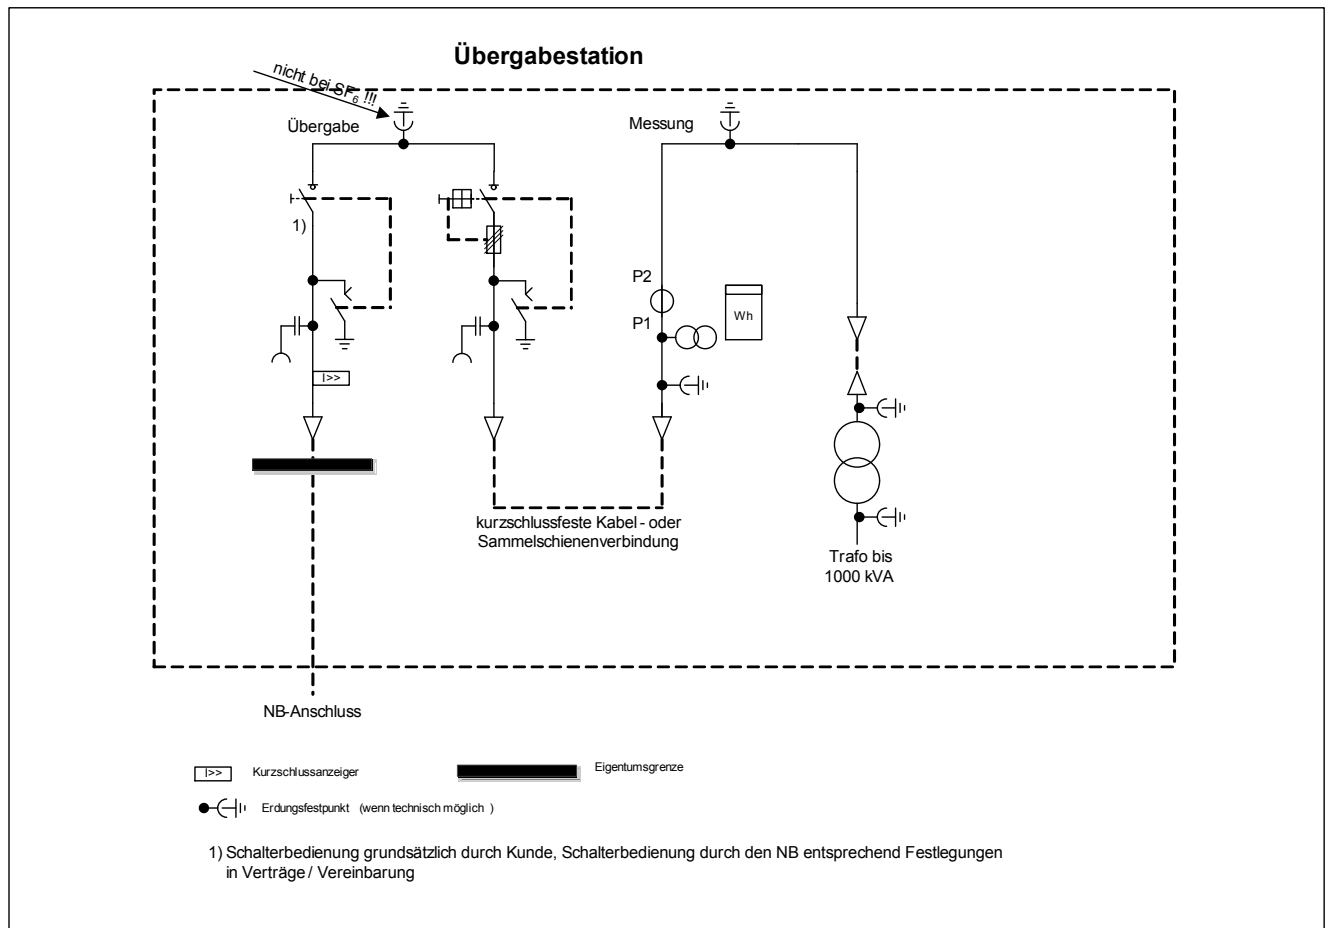 Übergabestation
nicht bei SF₆ !!!
Übergabe
Messung
1)
P2
P1
Wh
I>>
kurzschlussfeste Kabel - oder
Sammelschienenverbindung
Trafo bis
1000 kVA
NB-Anschluss
I>> Kurzschlussanzeiger
Eigentumsgrenze
Erdungsfestpunkt (wenn technisch möglich )
1) Schalterbedienung grundsätzlich durch Kunde, Schalterbedienung durch den NB entsprechend Festlegungen
in Verträge / Vereinbarung